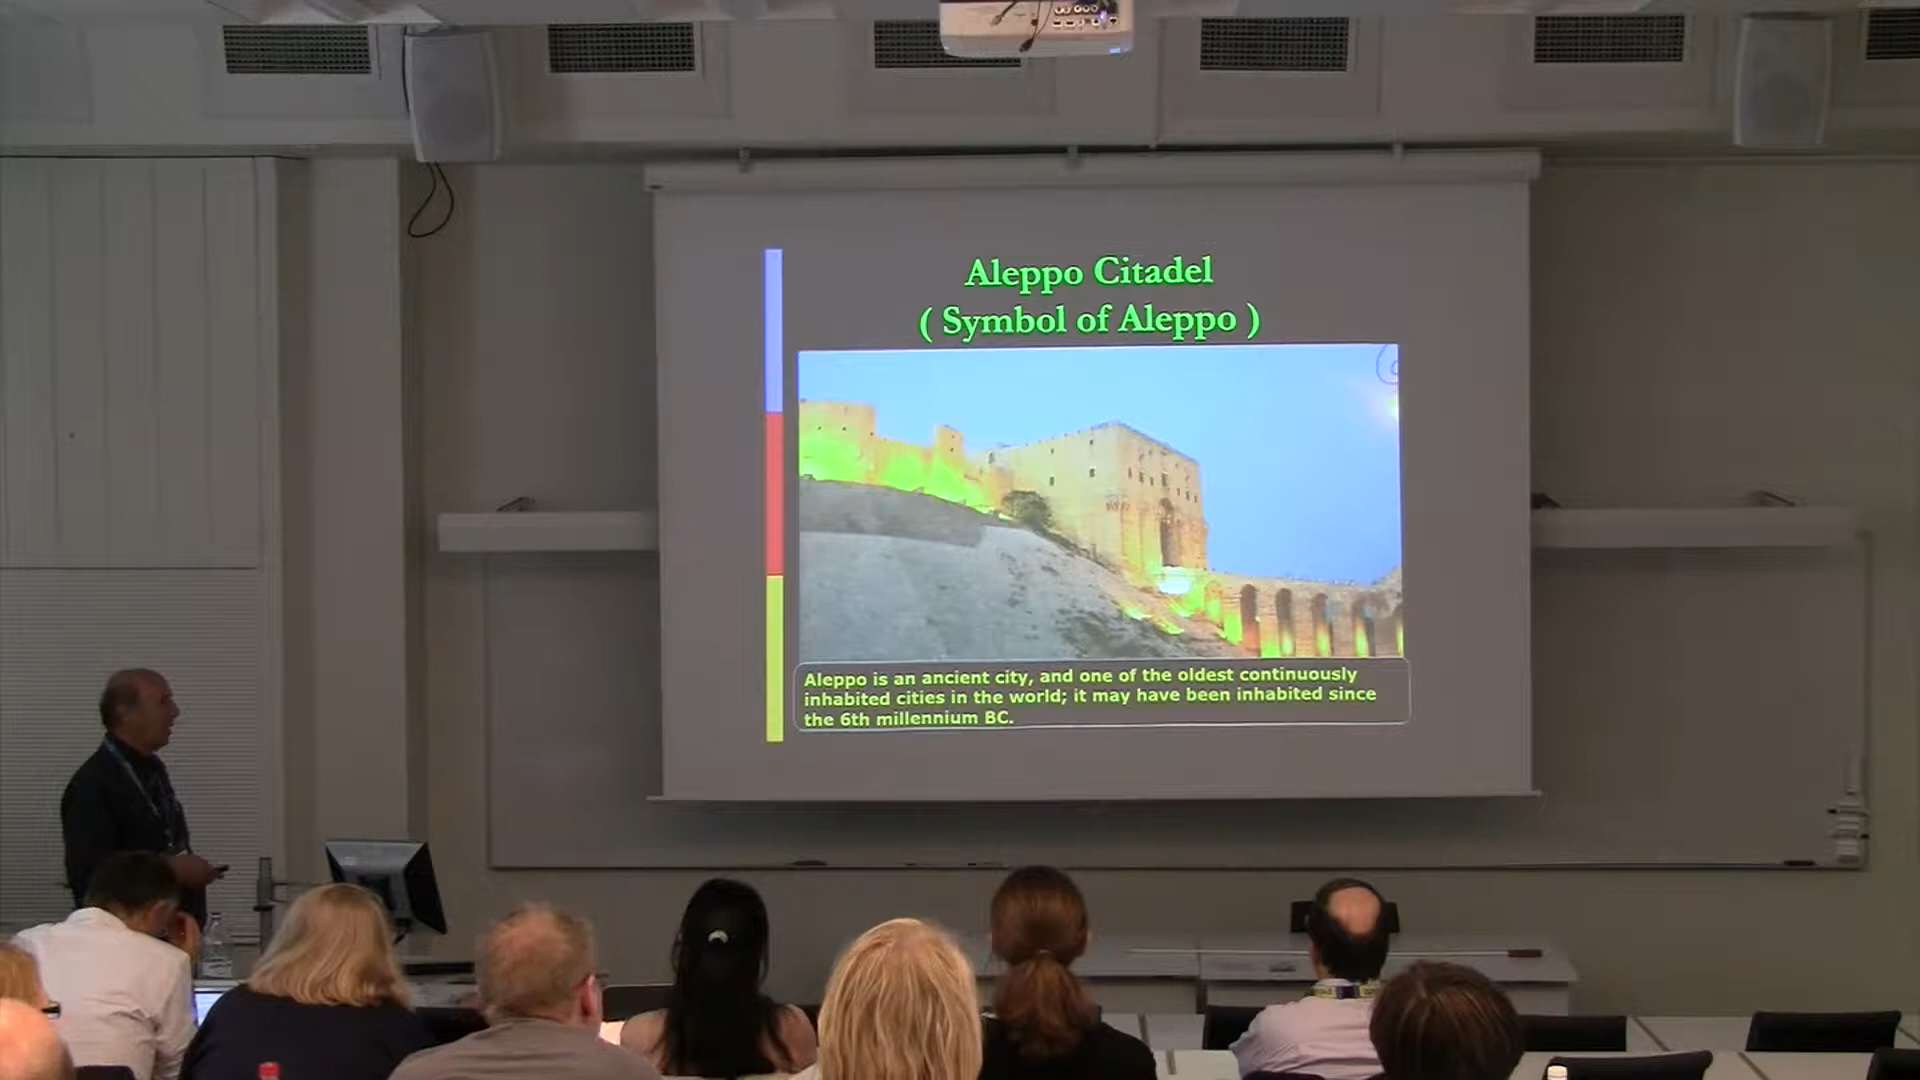 Aleppo Citadel
( Symbol of Aleppo )
Aleppo is an ancient city, and one of the oldest continuously
inhabited cities in the world; it may have been inhabited since
the 6th millennium BC.